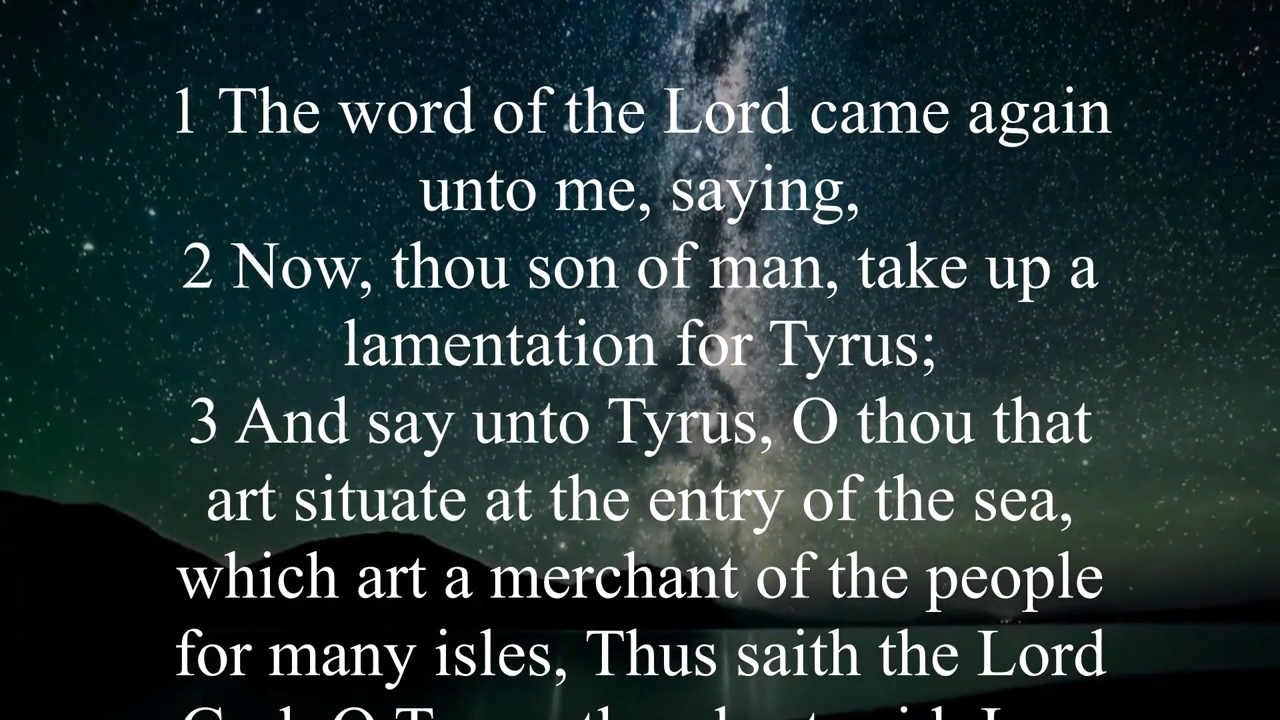 1 The word of the Lord came again
unto me, saying,
2 Now, thou son of man, take up a
lamentation for Tyrus;
3 And say unto Tyrus, O thou that
art situate at the entry of the sea,
which art a merchant of the people
for many isles, Thus saith the Lord